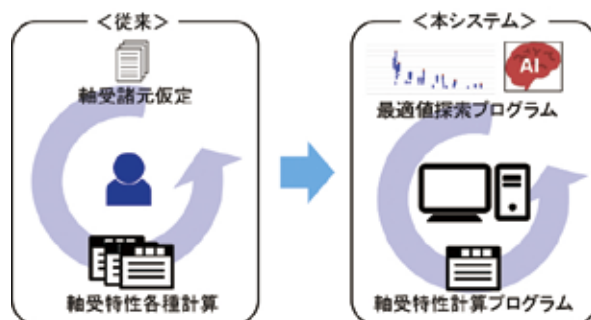 <従来>
軸受諸元仮定
軸受特性各種計算
<本システム>
AI
最適値探索プログラム
軸受特性計算プログラム